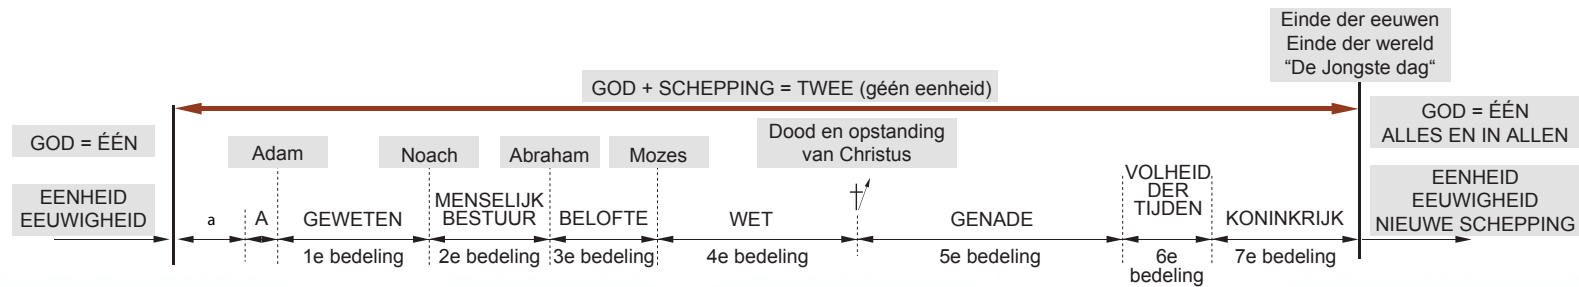 Einde der eeuwen
Einde der wereld
“De Jongste dag“
GOD + SCHEPPING = TWEE (géén eenheid)
GOD = ÉÉN
GOD = ÉÉN
ALLES EN IN ALLEN
Adam
Noach
Abraham
Mozes
Dood en opstanding
van Christus
EENHEID
EEUWIGHEID
a
A
GEWETEN
MENSELIJK
BESTUUR
BELOFTE
WET
GENADE
VOLHEID
DER
TIJDEN
KONINKRIJK
EENHEID
EEUWIGHEID
NIEUWE SCHEPPING
1e bedeling
2e bedeling
3e bedeling
4e bedeling
5e bedeling
6e
bedeling
7e bedeling